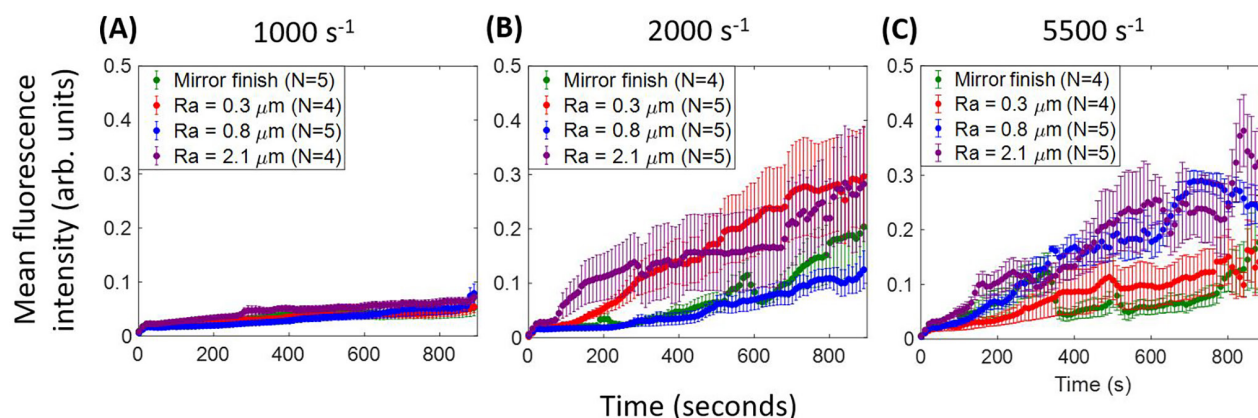 (A) 1000 s-1
Mean fluorescence
intensity (arb. units)
0.5
0.4
0.3
0.2
0.1
0
Mirror finish (N=5)
Ra = 0.3 μm (N=4)
Ra = 0.8 μm (N=5)
Ra = 2.1 μm (N=4)
0 200 400 600 800
(B) 2000 s-1
0.5
0.4
0.3
0.2
0.1
0
Mirror finish (N=4)
Ra = 0.3 μm (N=5)
Ra = 0.8 μm (N=5)
Ra = 2.1 μm (N=5)
0 200 400 600 800
Time (seconds)
(C) 5500 s-1
0.5
0.4
0.3
0.2
0.1
0
Mirror finish (N=4)
Ra = 0.3 μm (N=4)
Ra = 0.8 μm (N=5)
Ra = 2.1 μm (N=5)
0 200 400 600 800
Time (s)